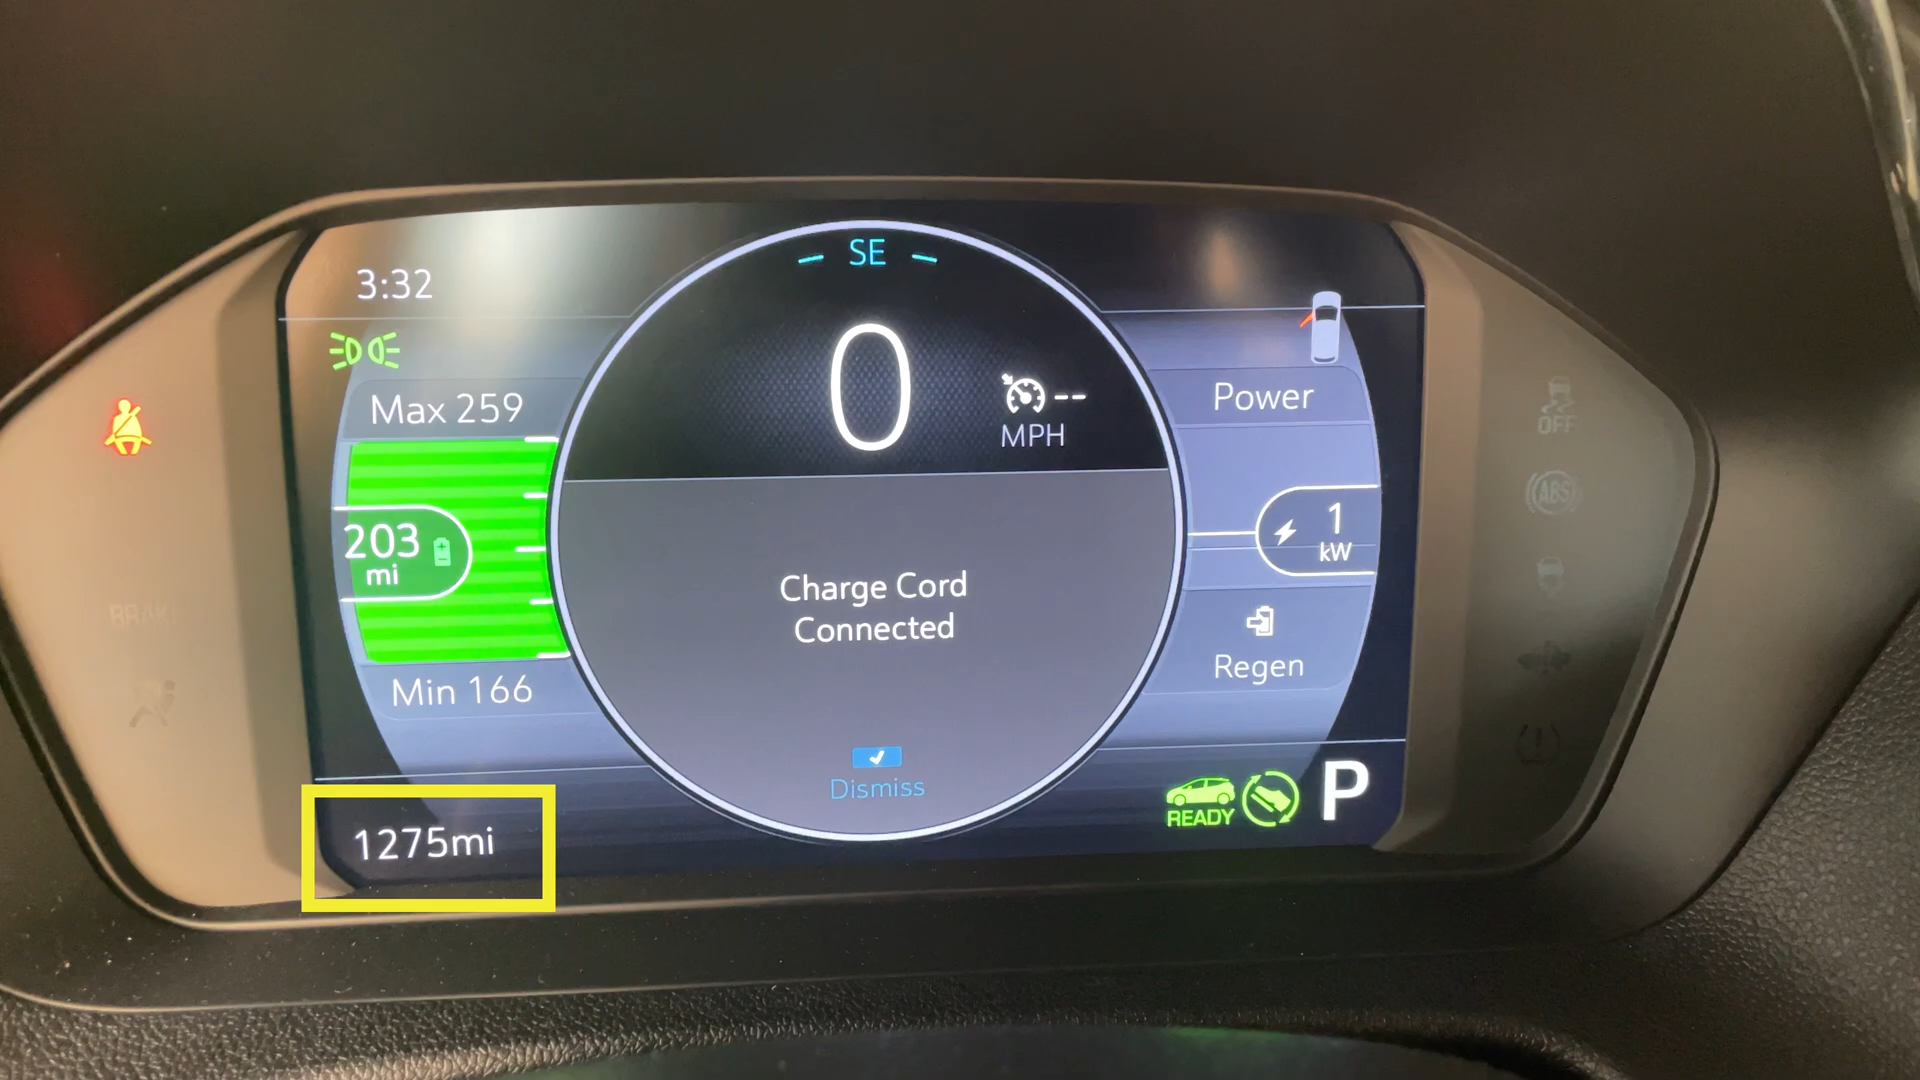 SE
3:32
0
--
MPH
Max 259
Power
203
mi
1
kW
Charge Cord
Connected
Min 166
Regen
Dismiss
READY
P
1275mi
OFF
ABS
BRAKE